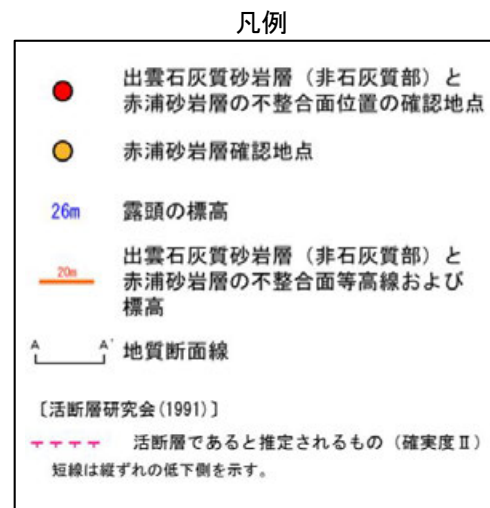 凡例
出雲石灰質砂岩層（非石灰質部）と
赤浦砂岩層の不整合面位置の確認地点
赤浦砂岩層確認地点
26m
露頭の標高
20m
出雲石灰質砂岩層（非石灰質部）と
赤浦砂岩層の不整合面等高線および
標高
A A'
地質断面線
〔活断層研究会(1991)〕
活断層であると推定されるもの（確実度Ⅱ）
短線は縦ずれの低下側を示す。